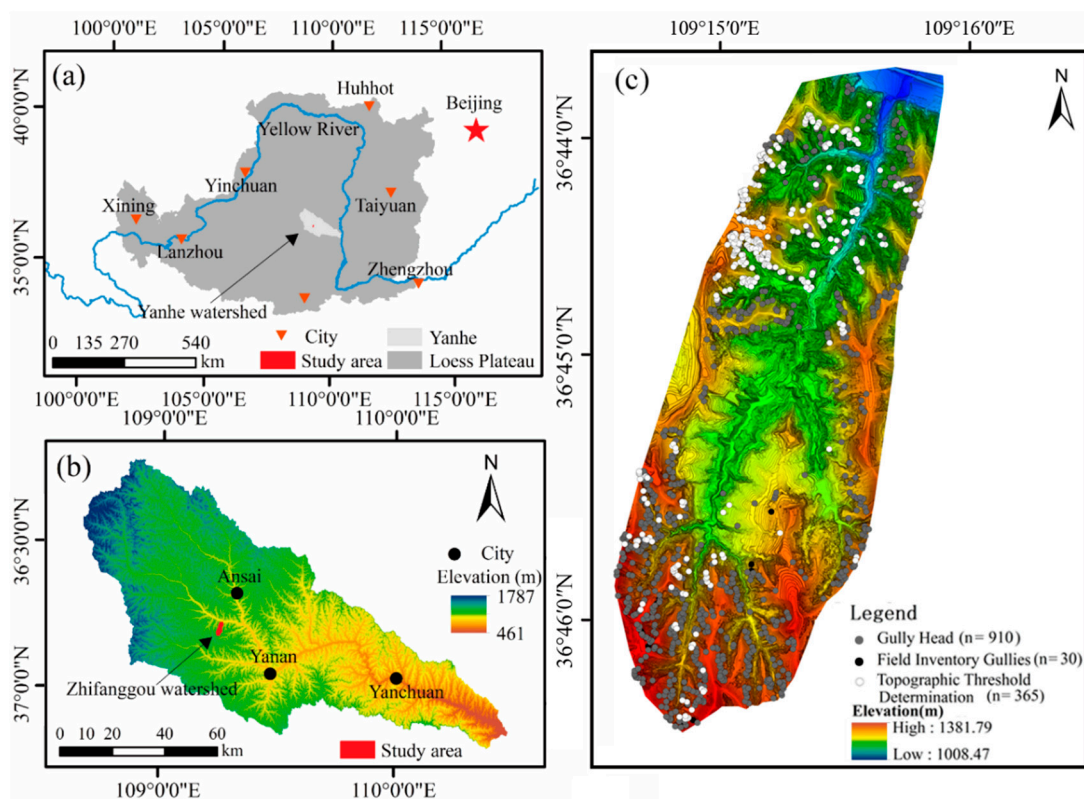 100°0'0"E 105°0'0"E 110°0'0"E 115°0'0"E
(a)
40°0'0"N
35°0'0"N
Huhhot
Beijing
Yellow River
Yinchuan
Xining
Taiyuan
Lanzhou
Zhengzhou
Yanhe watershed
City
Yanhe
Study area
Loess Plateau
0 135 270 540
km
100°0'0"E 105°0'0"E 110°0'0"E 115°0'0"E
109°0'0"E 110°0'0"E
(b)
N
36°30'0"N
37°0'0"N
City
Elevation (m)
1787
461
Ansai
Yanan
Zhifanggou watershed
Yanchuan
0 10 20 40 60
km
Study area
109°0'0"E 110°0'0"E
109°15'0"E 109°16'0"E
(c)
N
36°44'0"N
36°45'0"N
36°46'0"N
Legend
Gully Head (n=910)
Field Inventory Gullies (n=30)
Topographic Threshold
Determination (n=365)
Elevation(m)
High : 1381.79
Low : 1008.47